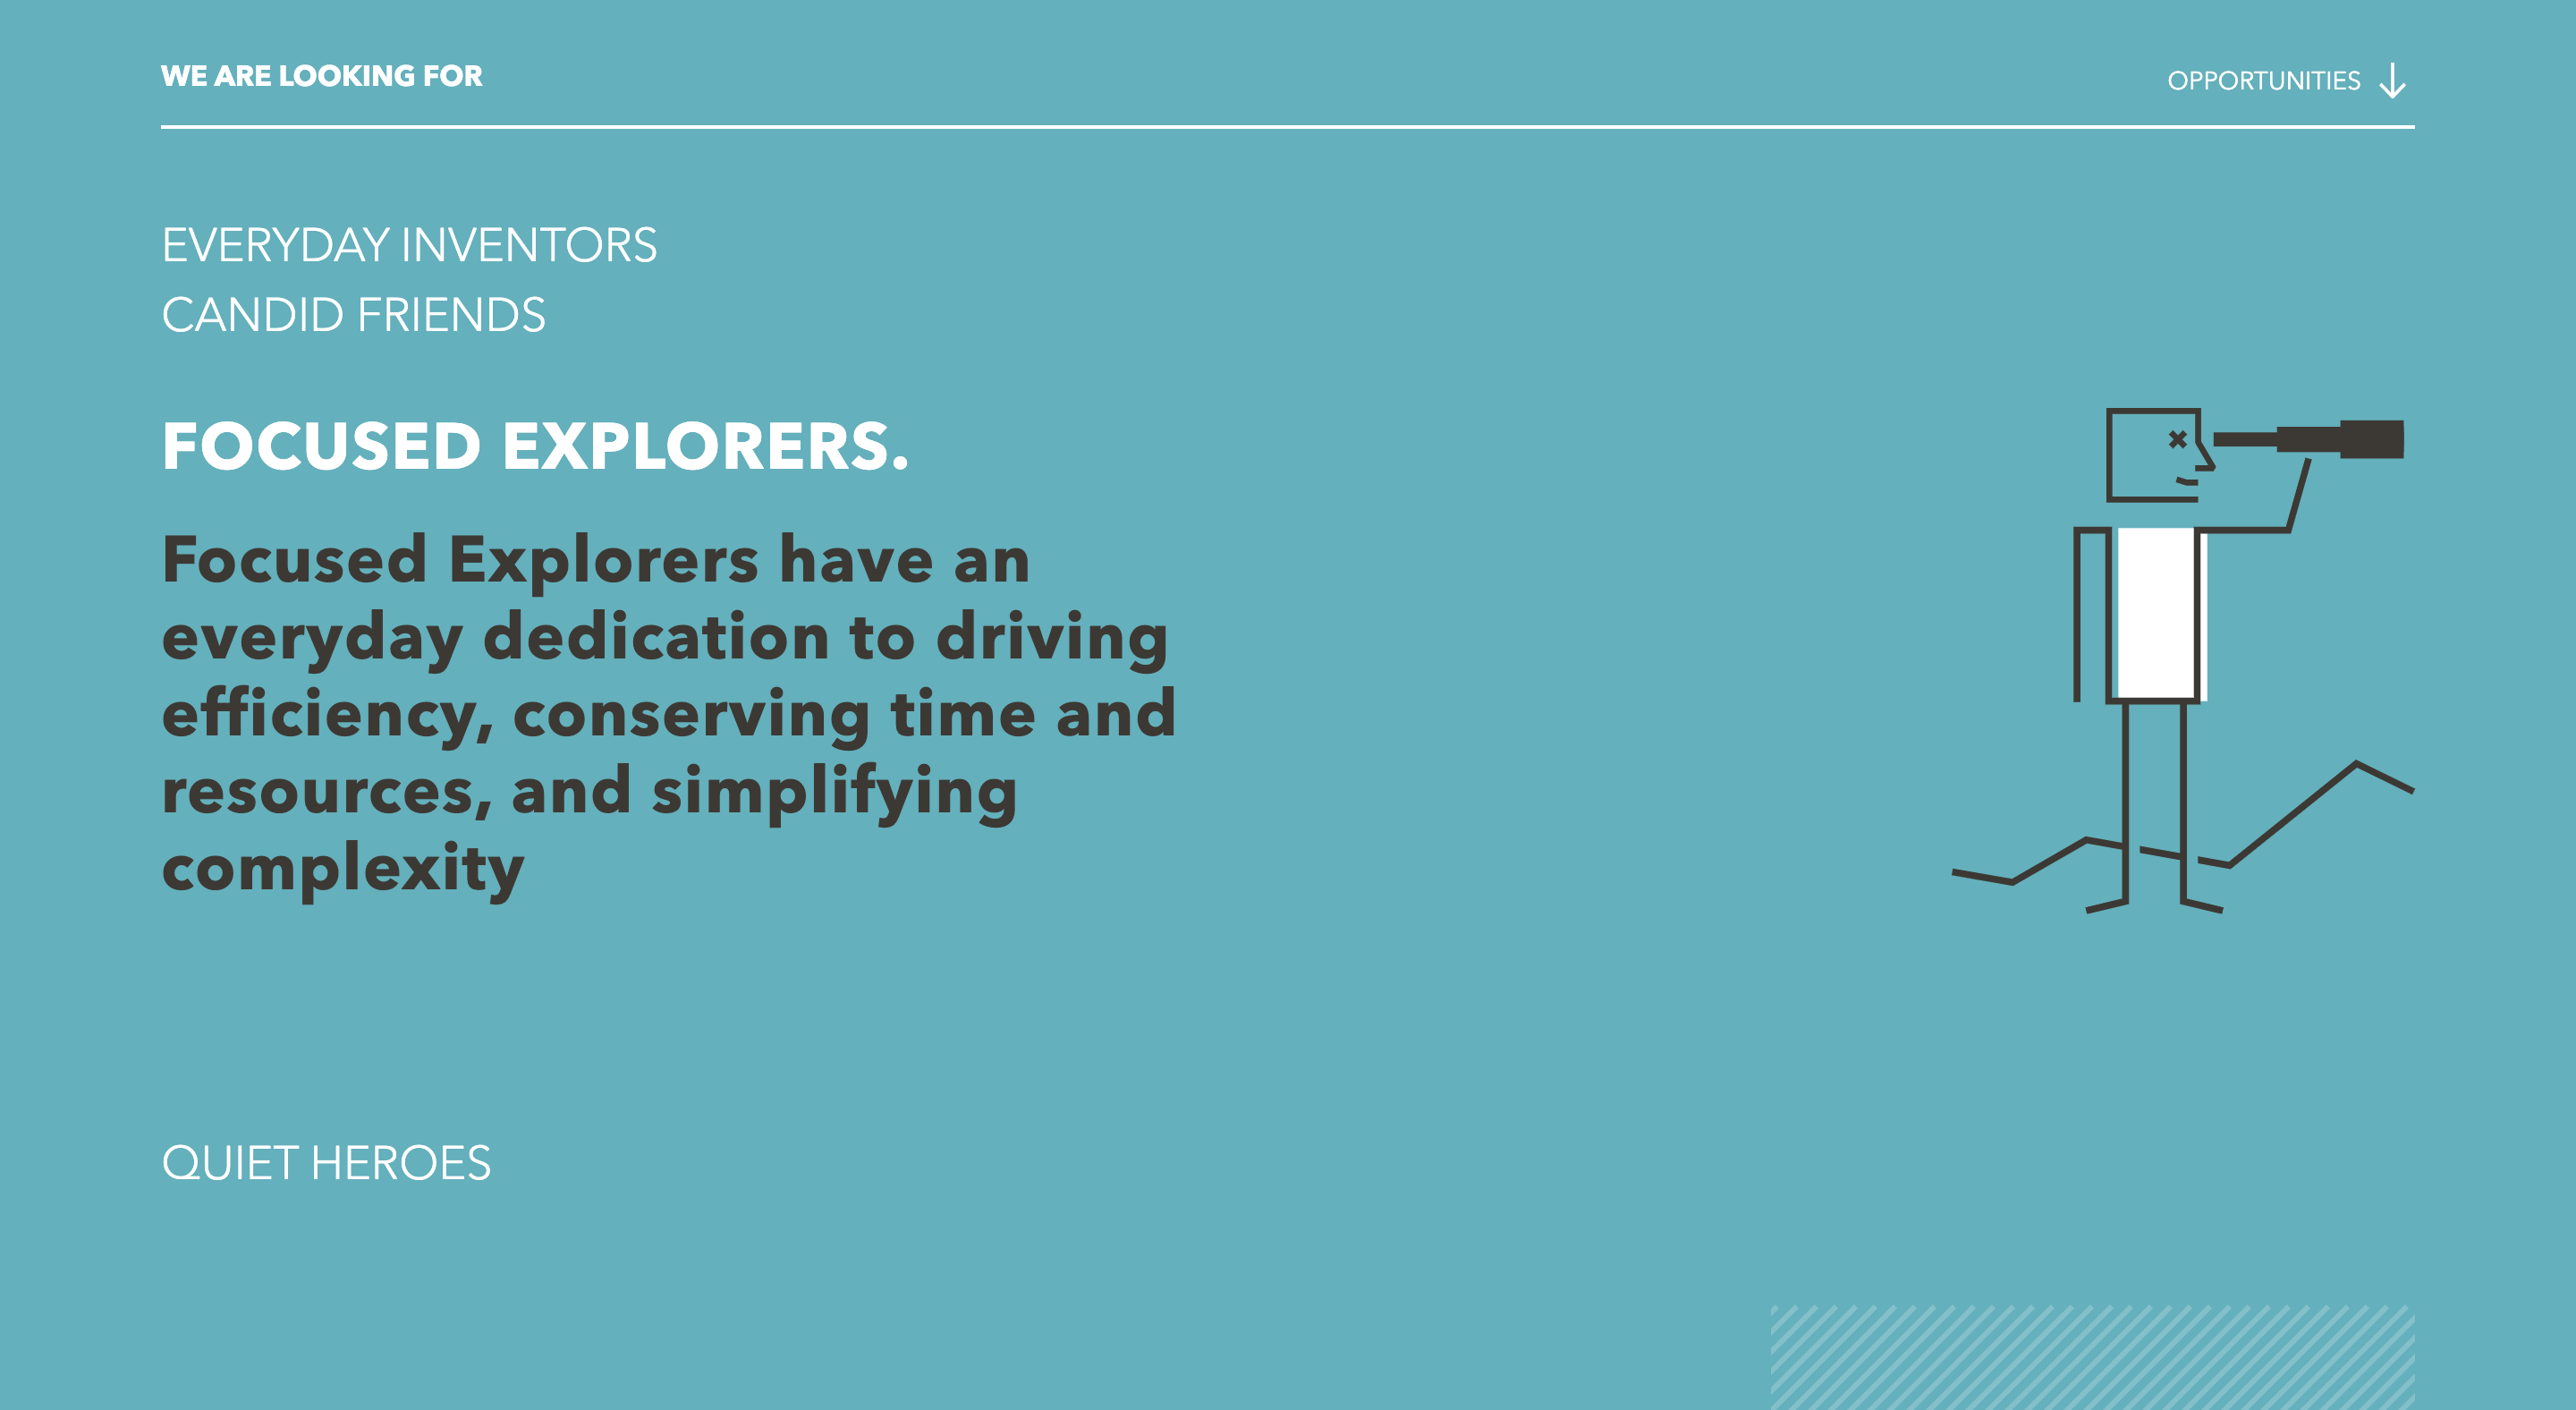 WE ARE LOOKING FOR
OPPORTUNITIES
EVERYDAY INVENTORS
CANDID FRIENDS
FOCUSED EXPLORERS.
Focused Explorers have an
everyday dedication to driving
efficiency, conserving time and
resources, and simplifying
complexity
QUIET HEROES